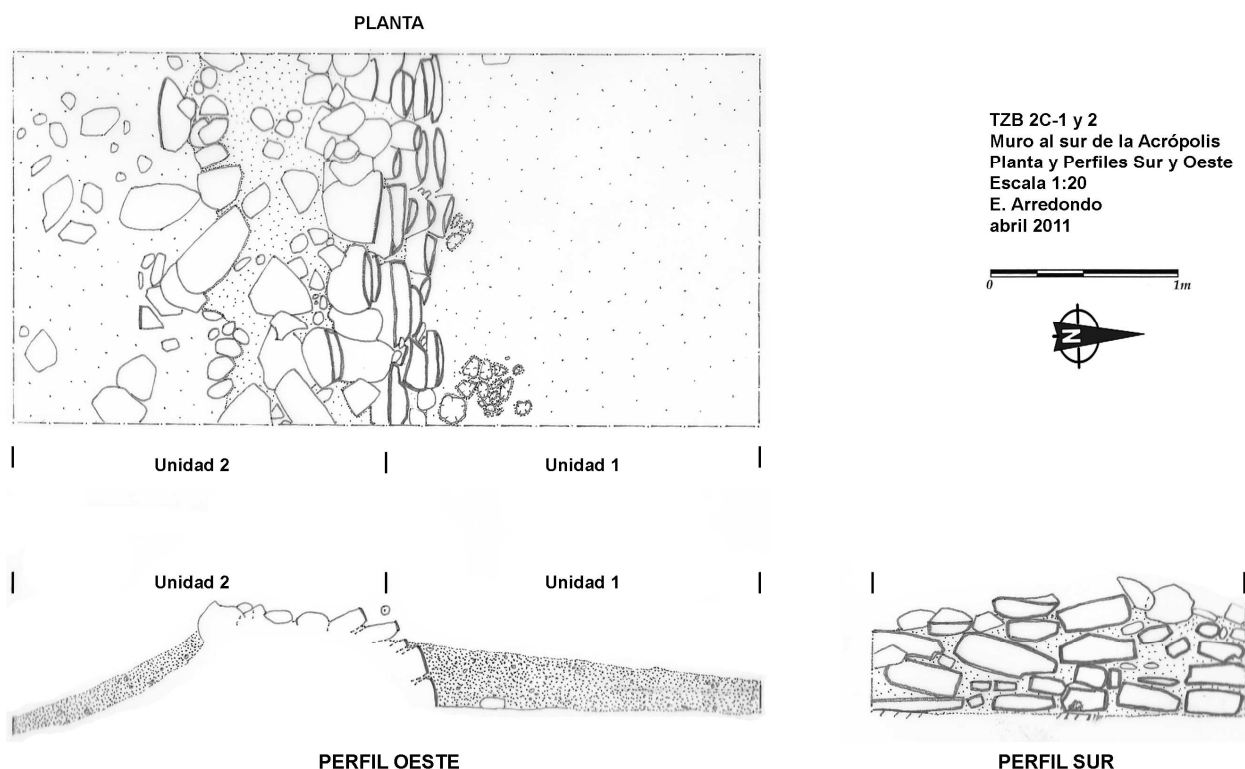 PLANTA
TZB 2C-1 y 2
Muro al sur de la Acrópolis
Planta y Perfiles Sur y Oeste
Escala 1:20
E. Arredondo
abril 2011
0 1m
N
Unidad 2 Unidad 1
Unidad 2 Unidad 1
PERFIL OESTE PERFIL SUR